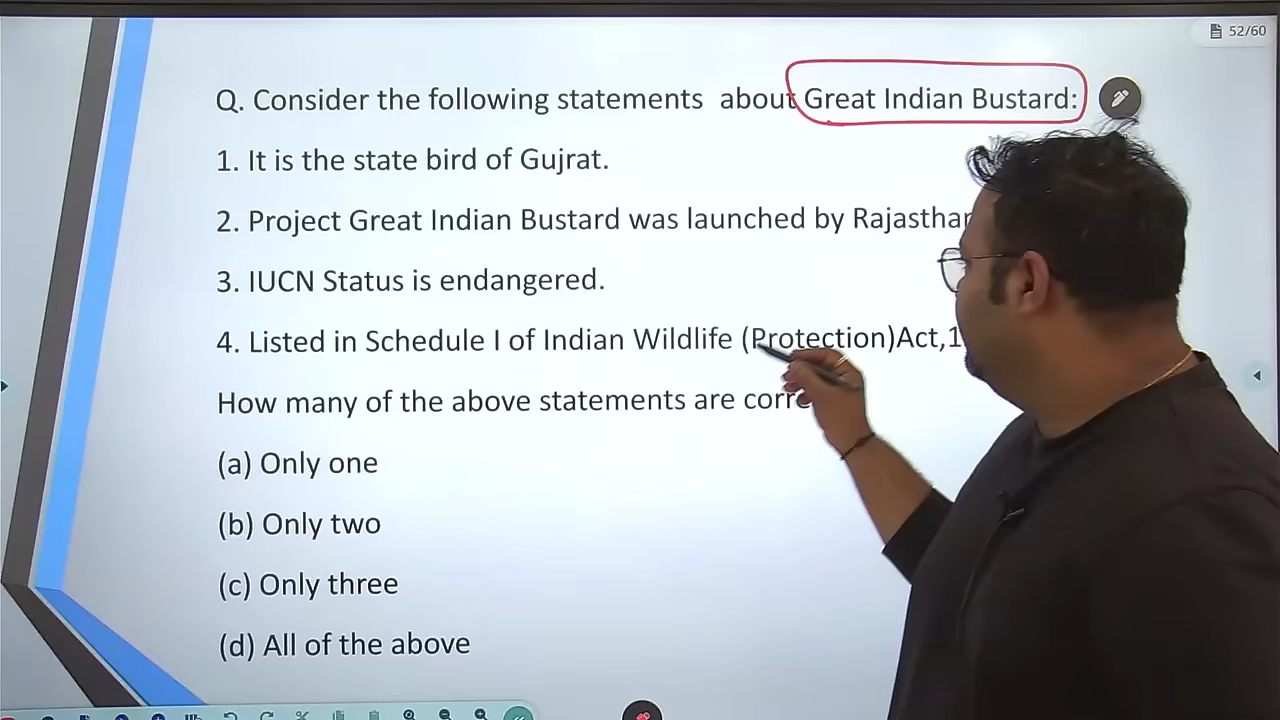 52/60
Q. Consider the following statements about Great Indian Bustard:
1. It is the state bird of Gujrat.
2. Project Great Indian Bustard was launched by
3. IUCN Status is endangered.
4. Listed in Schedule I of Indian Wildlife (Protection)Act,1
How many of the above statements are
(a) Only one
(b) Only two
(c) Only three
(d) All of the above